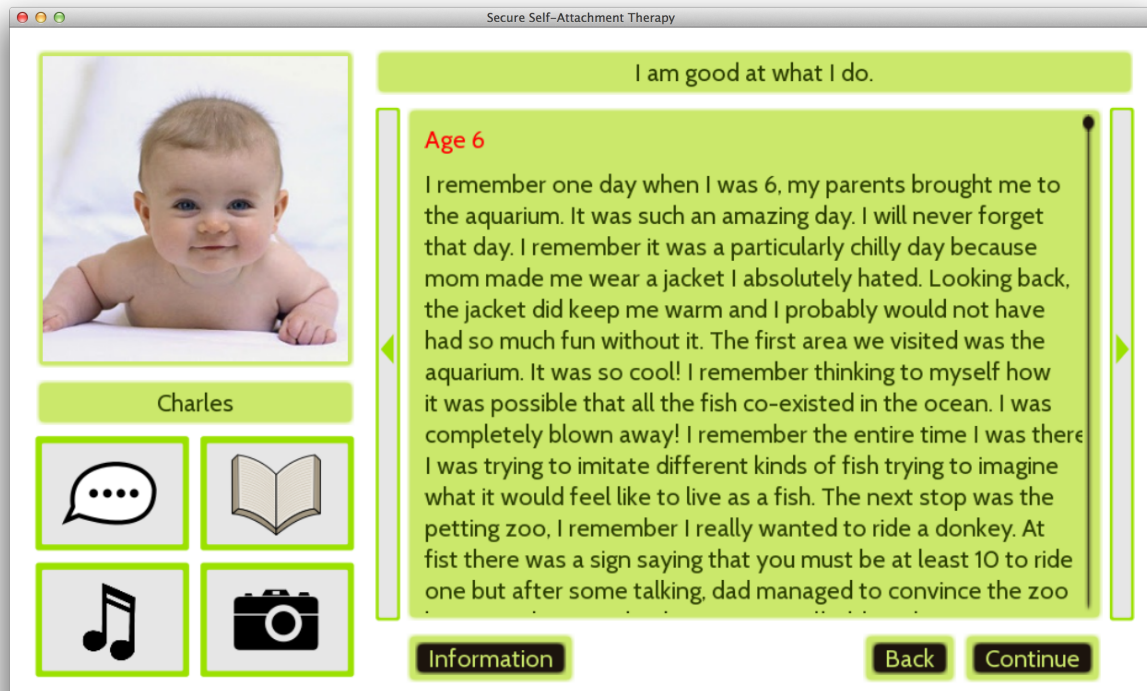 Secure Self-Attachment Therapy
I am good at what I do.
Age 6
I remember one day when I was 6, my parents brought me to
the aquarium. It was such an amazing day. I will never forget
that day. I remember it was a particularly chilly day because
mom made me wear a jacket I absolutely hated. Looking back,
the jacket did keep me warm and I probably would not have
had so much fun without it. The first area we visited was the
aquarium. It was so cool! I remember thinking to myself how
it was possible that all the fish co-existed in the ocean. I was
completely blown away! I remember the entire time I was there
I was trying to imitate different kinds of fish trying to imagine
what it would feel like to live as a fish. The next stop was the
petting zoo, I remember I really wanted to ride a donkey. At
fist there was a sign saying that you must be at least 10 to ride
one but after some talking, dad managed to convince the zoo
Charles
Information
Back
Continue